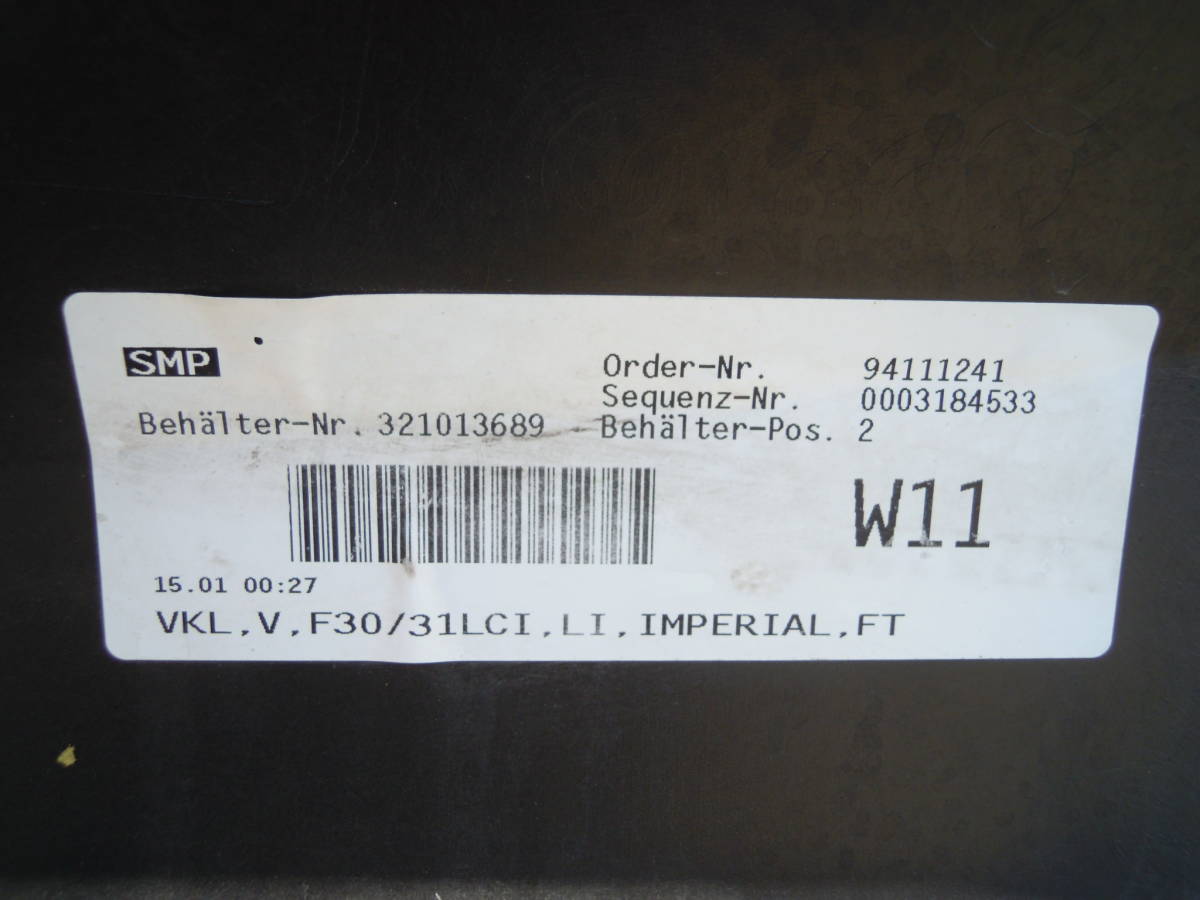 SMP
Order-Nr. 94111241
Sequenz-Nr. 0003184533
Behälter-Nr. 321013689 Behälter-Pos. 2
W11
15.01 00:27
VKL,V,F30/31LCI,LI,IMPERIAL,FT